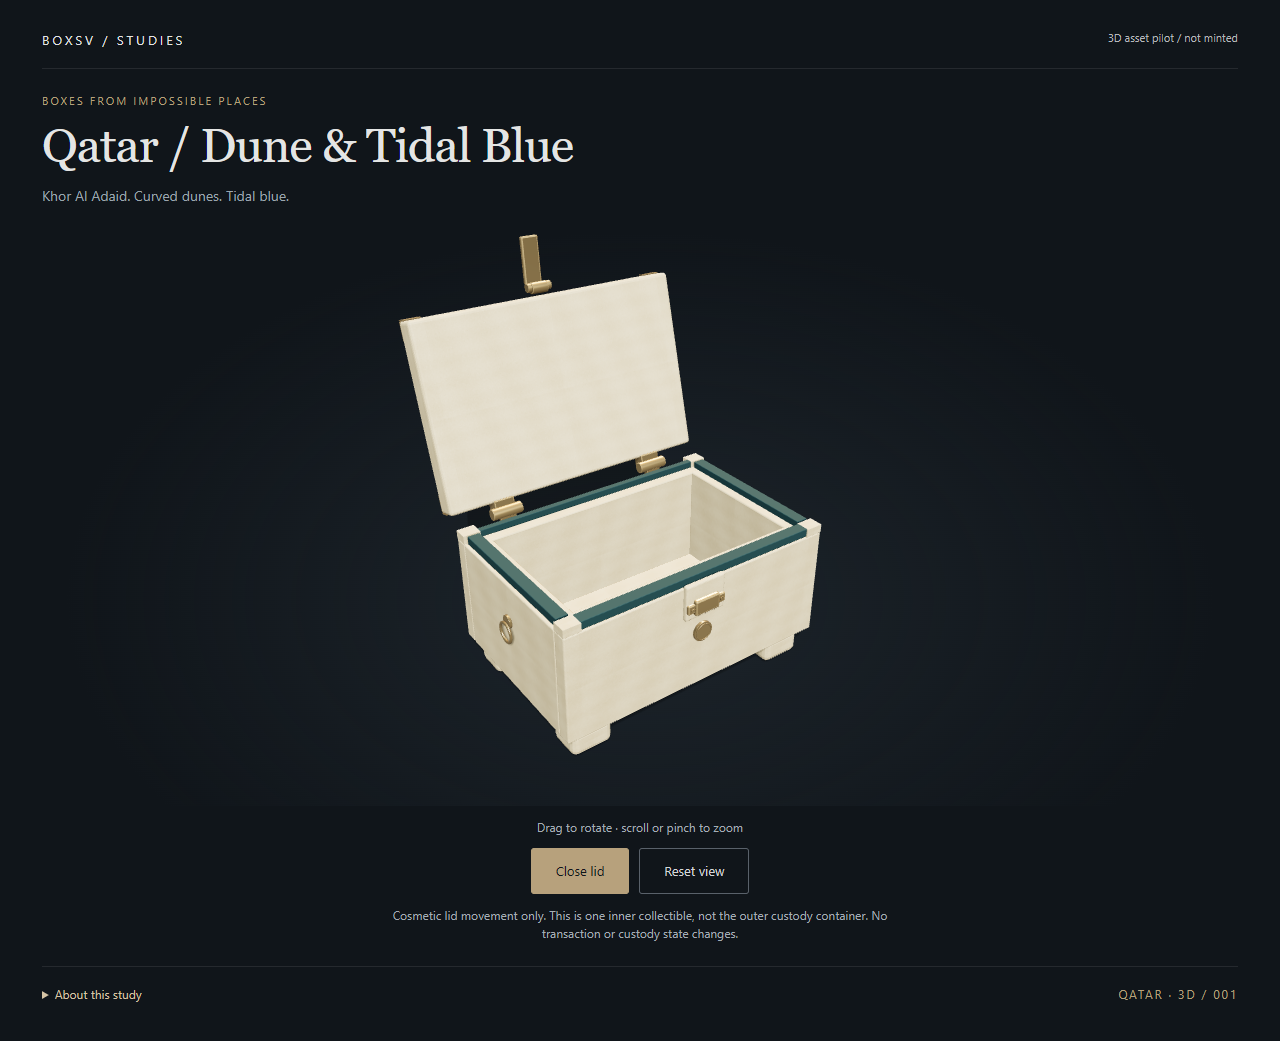 BOXSV / STUDIES
3D asset pilot / not minted
BOXES FROM IMPOSSIBLE PLACES
Qatar / Dune & Tidal Blue
Khor Al Adaid. Curved dunes. Tidal blue.
Drag to rotate · scroll or pinch to zoom
Close lid
Reset view
Cosmetic lid movement only. This is one inner collectible, not the outer custody container. No
transaction or custody state changes.
▶ About this study
QATAR · 3D / 001